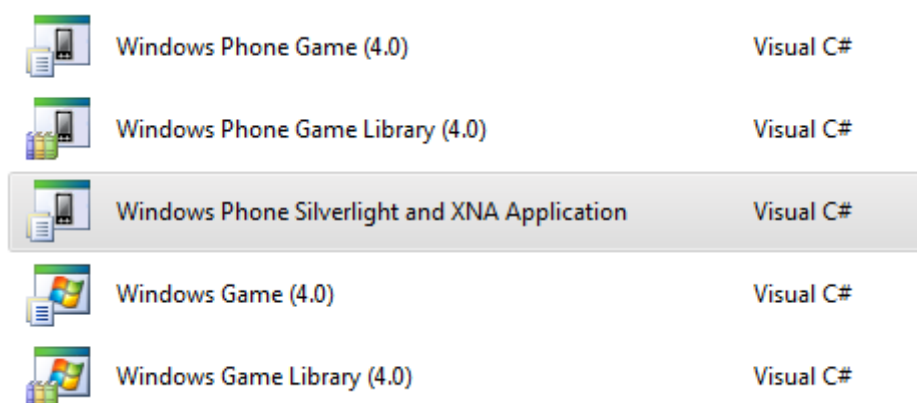 Windows Phone Game (4.0) Visual C#
Windows Phone Game Library (4.0) Visual C#
Windows Phone Silverlight and XNA Application Visual C#
Windows Game (4.0) Visual C#
Windows Game Library (4.0) Visual C#